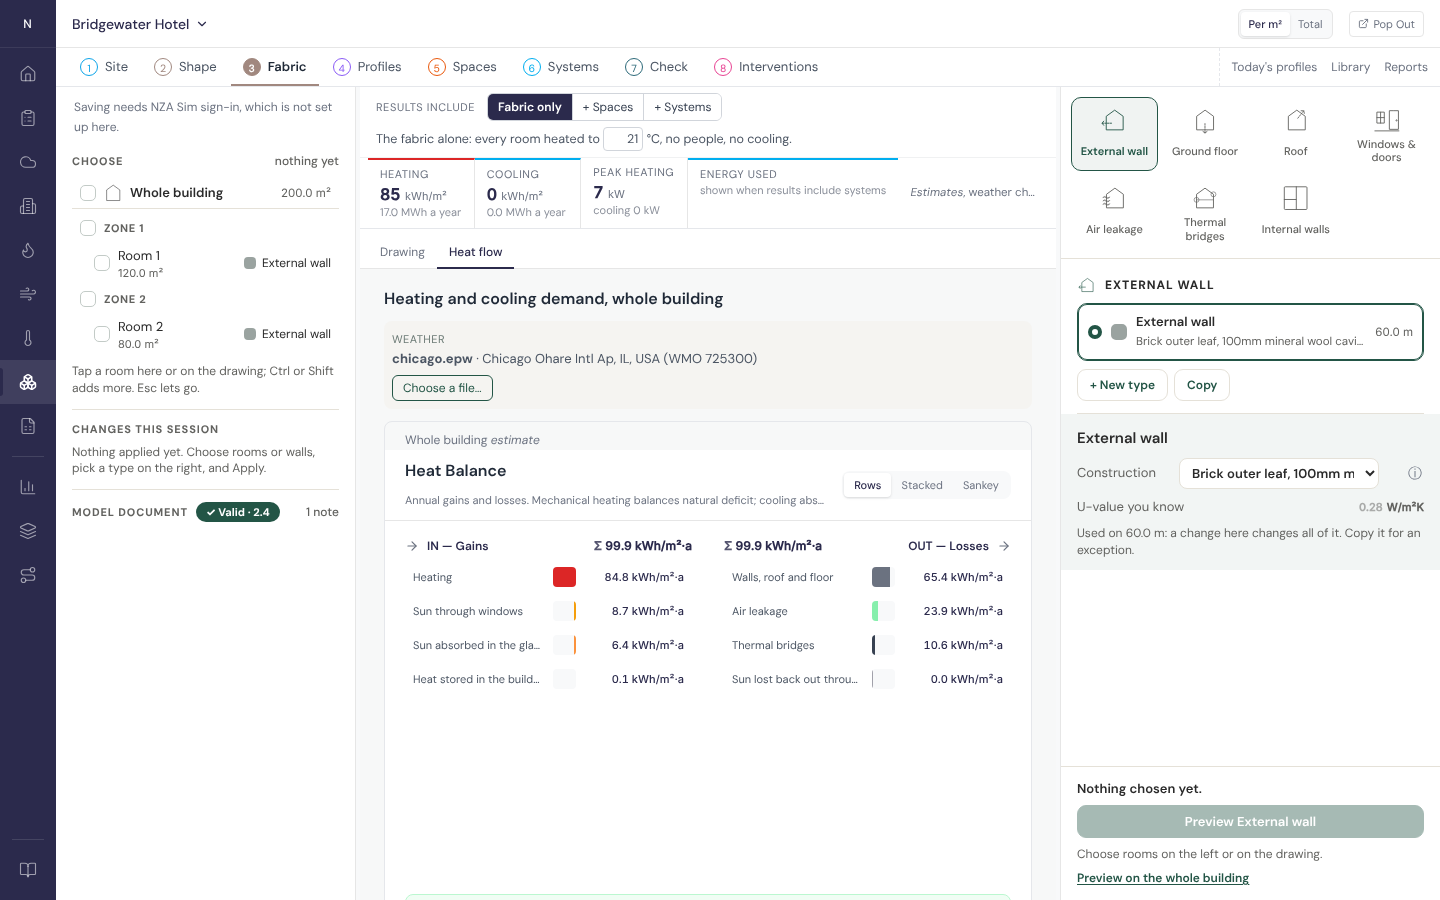 N
Bridgewater Hotel
Per m²
Total
Pop Out
1 Site
2 Shape
3 Fabric
4 Profiles
5 Spaces
6 Systems
7 Check
8 Interventions
Today's profiles
Library
Reports
Saving needs NZA Sim sign-in, which is not set
up here.
CHOOSE
nothing yet
Whole building
200.0 m²
ZONE 1
Room 1
120.0 m²
External wall
ZONE 2
Room 2
80.0 m²
External wall
Tap a room here or on the drawing; Ctrl or Shift
adds more. Esc lets go.
CHANGES THIS SESSION
Nothing applied yet. Choose rooms or walls,
pick a type on the right, and Apply.
MODEL DOCUMENT
✓ Valid · 2.4
1 note
RESULTS INCLUDE
Fabric only
+ Spaces
+ Systems
The fabric alone: every room heated to 21 °C, no people, no cooling.
HEATING
85 kWh/m²
17.0 MWh a year
COOLING
0 kWh/m²
0.0 MWh a year
PEAK HEATING
7 kW
cooling 0 kW
ENERGY USED
shown when results include systems
Estimates, weather ch...
Drawing
Heat flow
Heating and cooling demand, whole building
WEATHER
chicago.epw · Chicago Ohare Intl Ap, IL, USA (WMO 725300)
Choose a file...
Whole building estimate
Heat Balance
Annual gains and losses. Mechanical heating balances natural deficit; cooling abs...
Rows
Stacked
Sankey
→ IN — Gains
Σ 99.9 kWh/m²·a
Σ 99.9 kWh/m²·a
OUT — Losses →
Heating
84.8 kWh/m²·a
Walls, roof and floor
65.4 kWh/m²·a
Sun through windows
8.7 kWh/m²·a
Air leakage
23.9 kWh/m²·a
Sun absorbed in the gla...
6.4 kWh/m²·a
Thermal bridges
10.6 kWh/m²·a
Heat stored in the build...
0.1 kWh/m²·a
Sun lost back out throu...
0.0 kWh/m²·a
External wall
Ground floor
Roof
Windows &
doors
Air leakage
Thermal
bridges
Internal walls
EXTERNAL WALL
External wall
Brick outer leaf, 100mm mineral wool cavi...
60.0 m
+ New type
Copy
External wall
Construction
Brick outer leaf, 100mm m
U-value you know
0.28 W/m²K
Used on 60.0 m: a change here changes all of it. Copy it for an
exception.
Nothing chosen yet.
Preview External wall
Choose rooms on the left or on the drawing.
Preview on the whole building